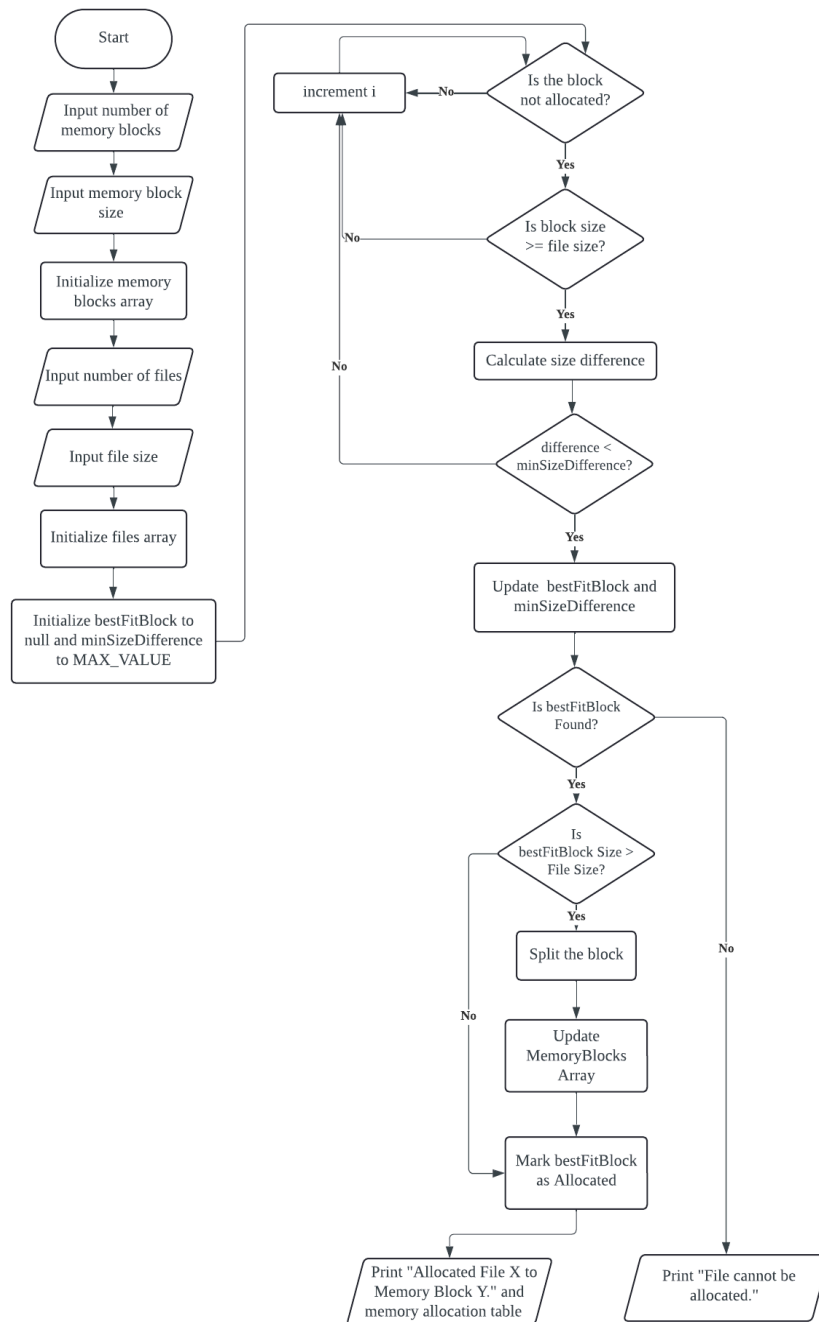 Start
Input number of
memory blocks
Input memory block
size
Initialize memory
blocks array
Input number of files
Input file size
Initialize files array
Initialize bestFitBlock to
null and minSizeDifference
to MAX_VALUE
Is the block
not allocated?
No
increment i
Yes
Is block size
>= file size?
No
Yes
Calculate size difference
No
difference <
minSizeDifference?
Yes
Update bestFitBlock and
minSizeDifference
Is bestFitBlock
Found?
Yes
Is
bestFitBlock Size >
File Size?
Yes
No
Split the block
No
Update
MemoryBlocks
Array
Mark bestFitBlock
as Allocated
Print "Allocated File X to
Memory Block Y." and
memory allocation table
Print "File cannot be
allocated."